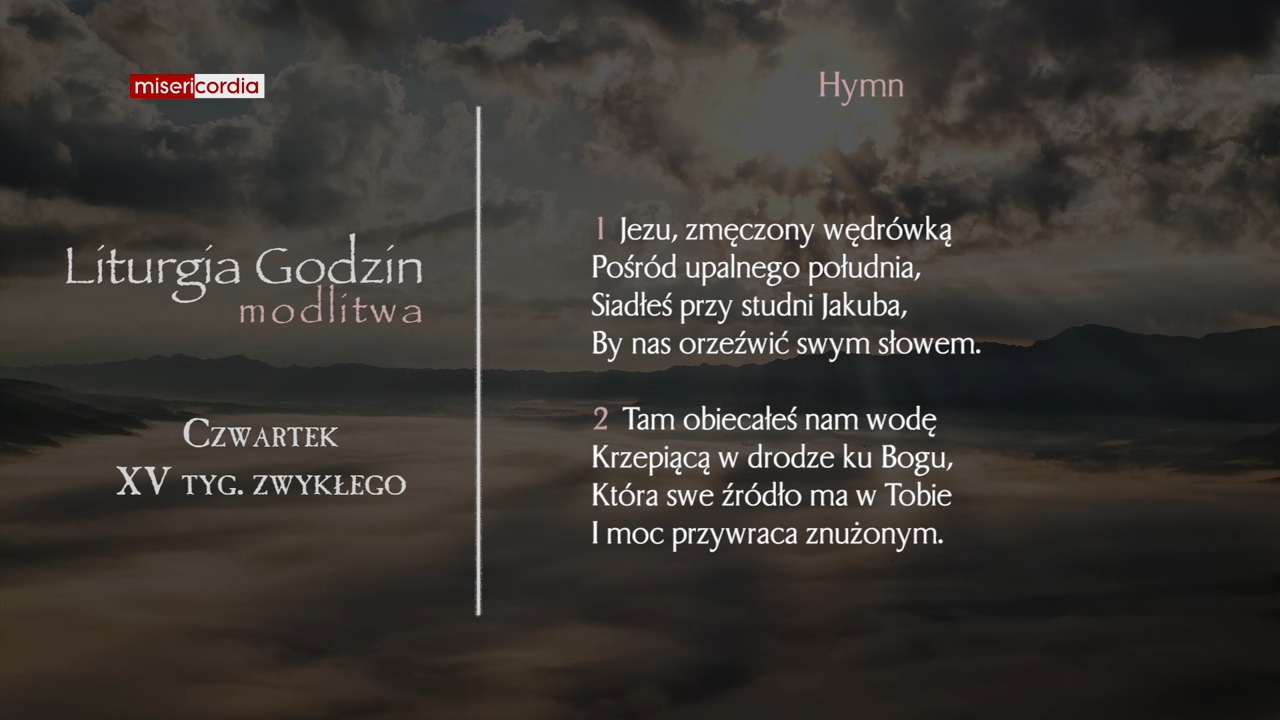 misericordia
Liturgia Godzin
modlitwa
Czwartek
XV tyg. zwykłego
Hymn
1 Jezu, zmęczony wędrówką
Pośród upalnego południa,
Siadłeś przy studni Jakuba,
By nas orzeźwić swym słowem.
2 Tam obiecałeś nam wodę
Krzepiącą w drodze ku Bogu,
Która swe źródło ma w Tobie
I moc przywraca znużonym.